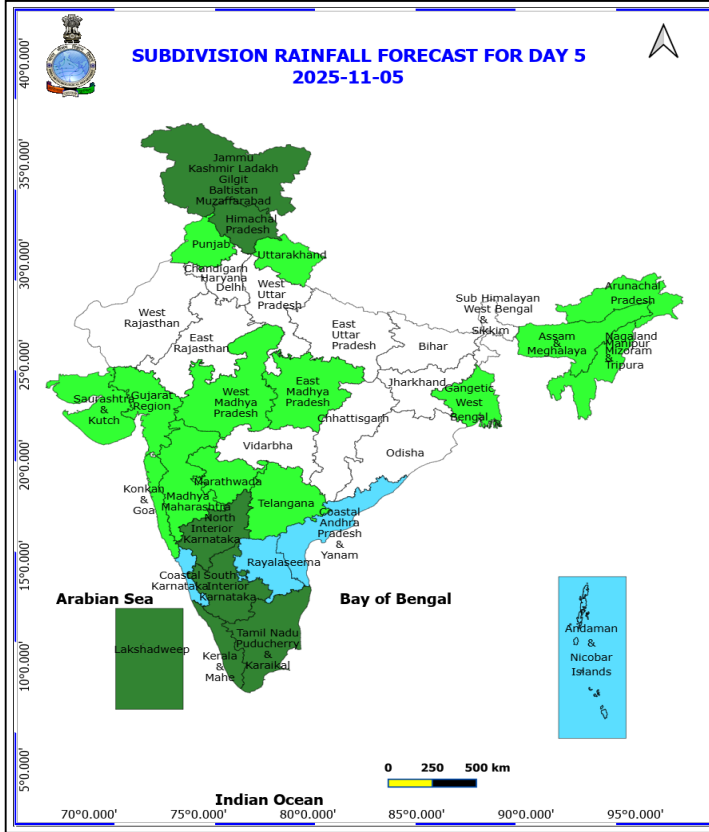 SUBDIVISION RAINFALL FORECAST FOR DAY 5
2025-11-05
40°0.000'
35°0.000'
30°0.000'
25°0.000'
20°0.000'
15°0.000'
10°0.000'
5°0.000'
Jammu
Kashmir Ladakh
Gilgit
Baltistan
Muzaffarabad
Himachal
Pradesh
Punjab
Uttarakhand
Chandigarh
Haryana
Delhi
West
Uttar
Pradesh
West
Rajasthan
East
Rajasthan
East
Uttar
Pradesh
Bihar
Sub Himalayan
West Bengal
&
Sikkim
Arunachal
Pradesh
Assam
&
Meghalaya
Nagaland
Manipur
Mizoram
&
Tripura
Saurashtra
&
Kutch
Gujarat
Region
West
Madhya
Pradesh
East
Madhya
Pradesh
Jharkhand
Gangetic
West
Bengal
Chhattisgarh
Vidarbha
Odisha
Konkan
&
Goa
Madhya
Maharashtra
Marathwada
Telangana
North
Interior
Karnataka
Coastal
Andhra
Pradesh
&
Yanam
Rayalaseema
Coastal
Karnataka
South
Interior
Karnataka
Arabian Sea
Bay of Bengal
Lakshadweep
Kerala
&
Mahe
Tamil Nadu
Puducherry
&
Karaikal
Andaman
&
Nicobar
Islands
0 250 500 km
Indian Ocean
70°0.000' 75°0.000' 80°0.000' 85°0.000' 90°0.000' 95°0.000'